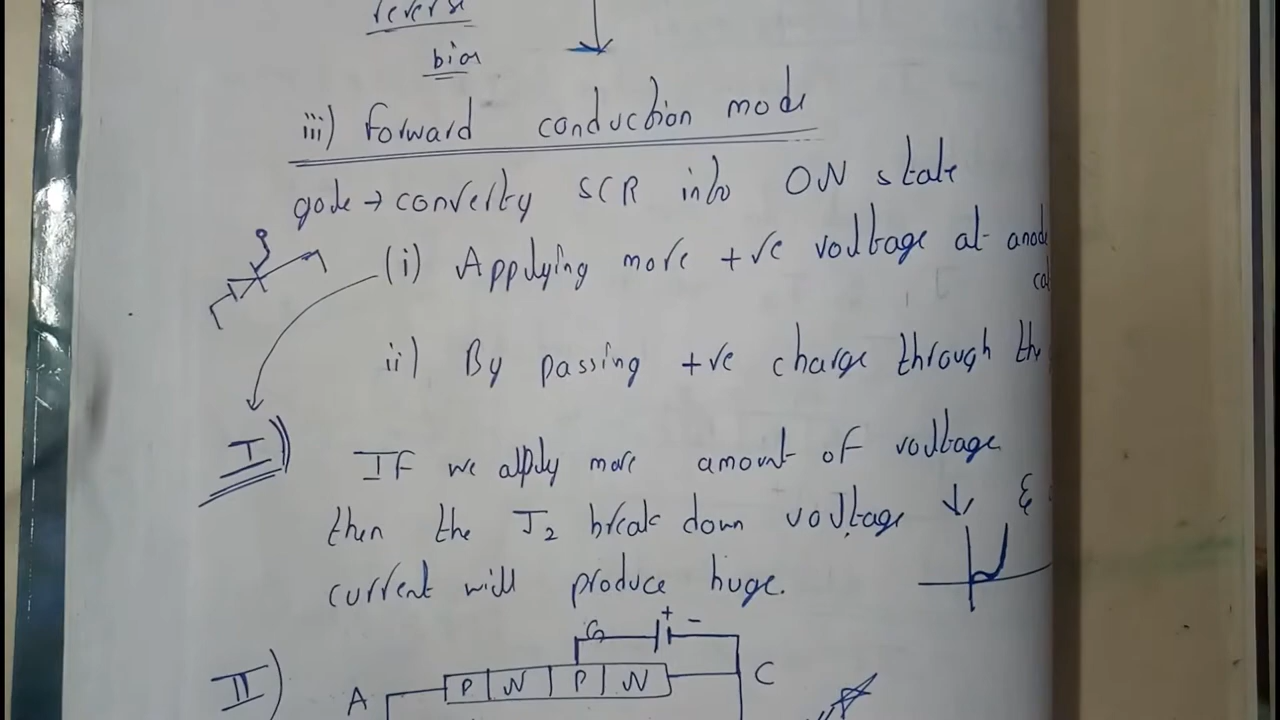 reverse
bias
iii) Forward conduction mode
gate → converty SCR into ON state
(i) Applying more +ve voltage at anode
ii) By passing +ve charge through the
I) IF we apply more amount of voltage
then the J2 break down voltage ↓ &
current will produce huge.
G + -
II) A P N P N C